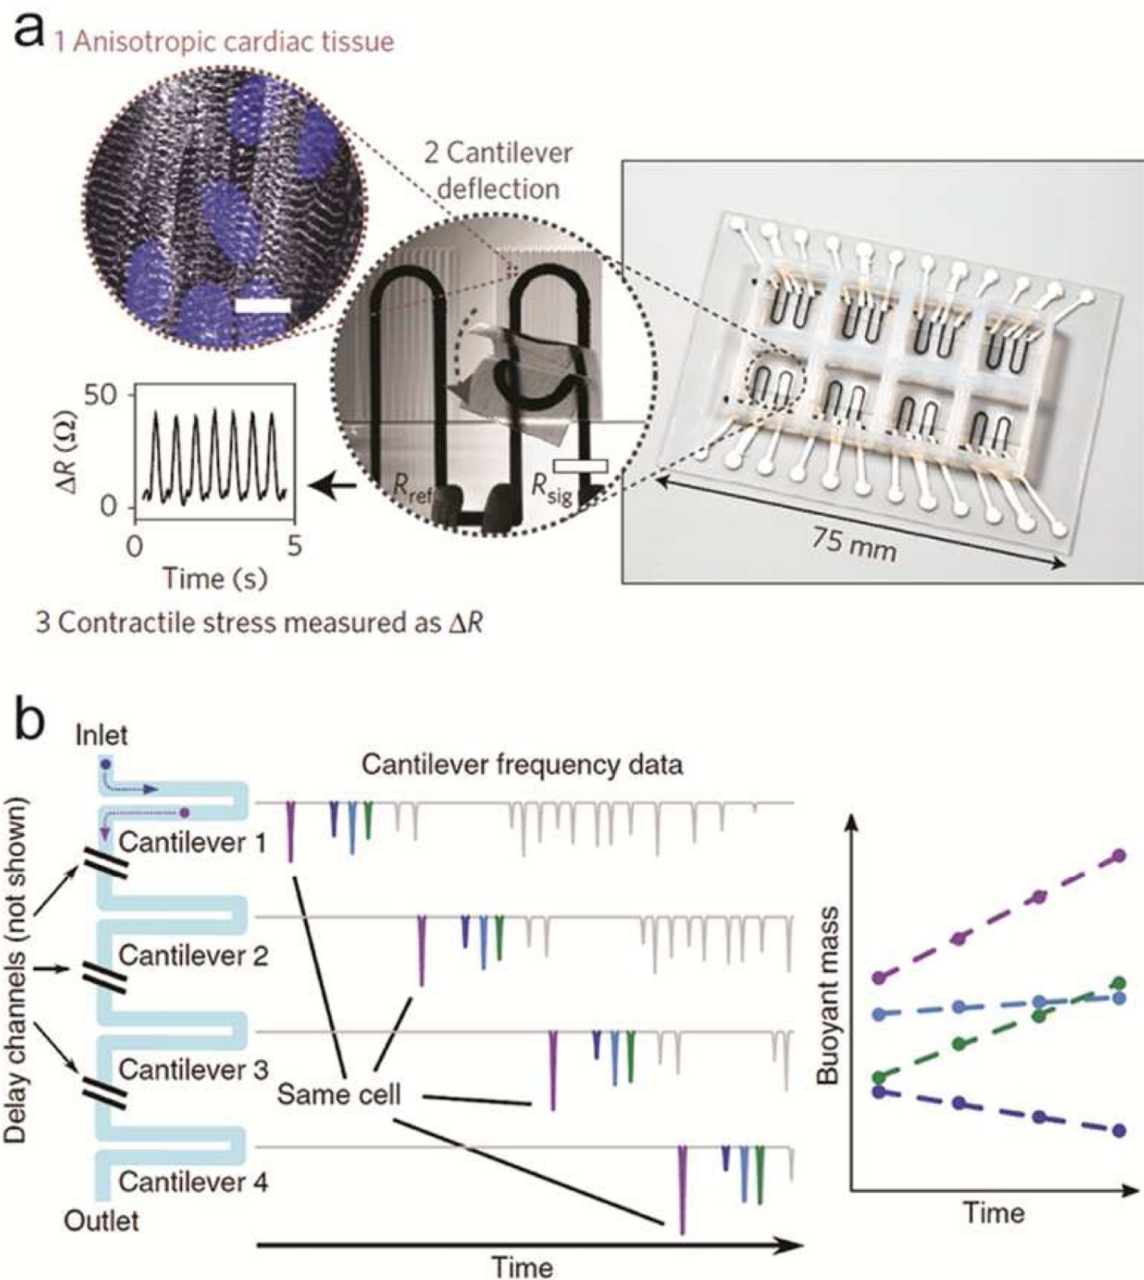 a
1 Anisotropic cardiac tissue
2 Cantilever
deflection
50
0
ΔR (Ω)
0
5
Time (s)
R_ref
R_sig
75 mm
3 Contractile stress measured as ΔR
b
Inlet
Cantilever frequency data
Delay channels (not shown)
Cantilever 1
Cantilever 2
Cantilever 3
Same cell
Cantilever 4
Outlet
Time
Buoyant mass
Time